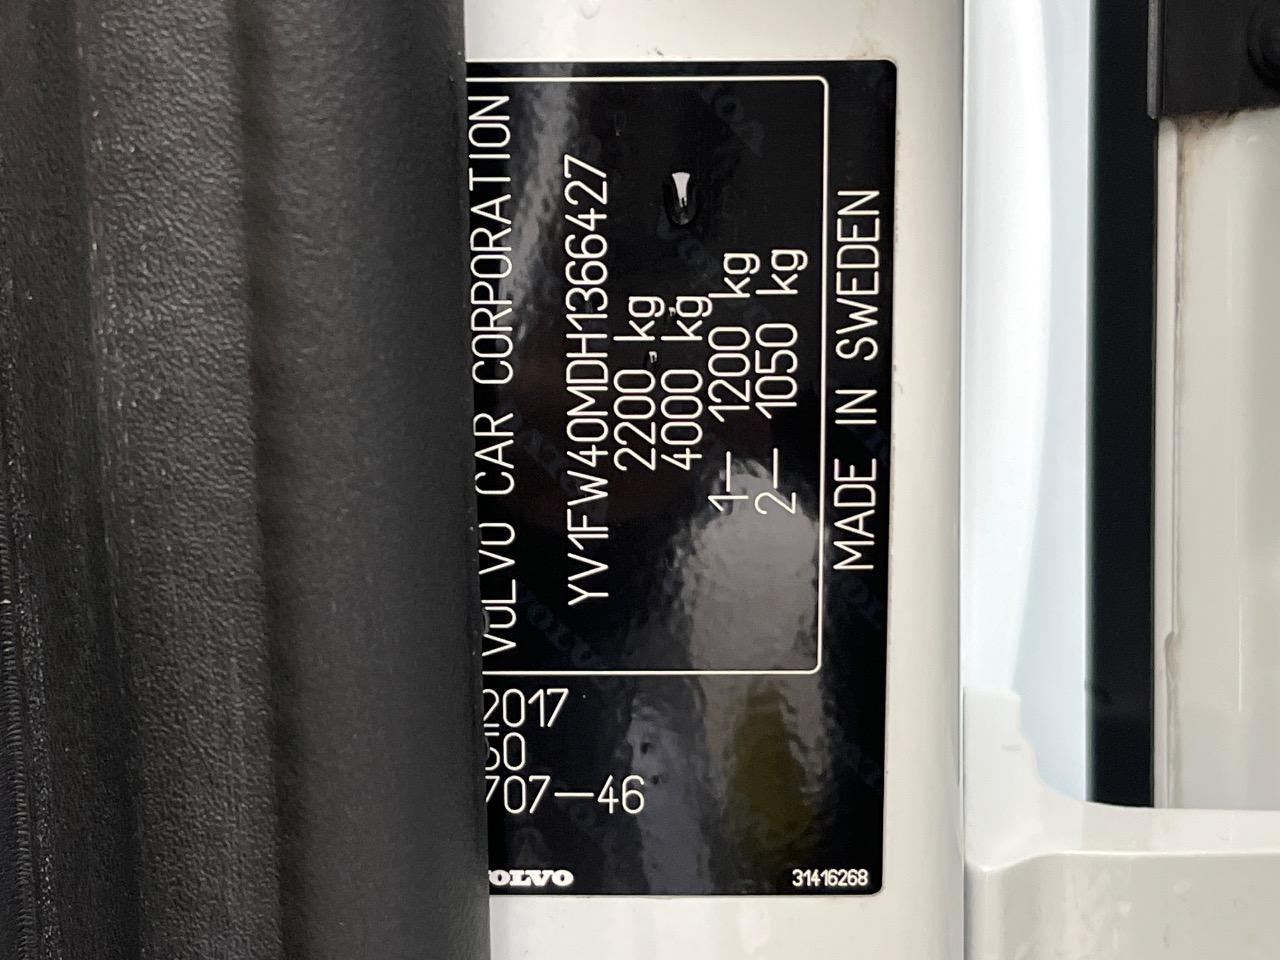 VOLVO CAR CORPORATION
YV1FW40MDH1366427
2200 kg
4000 kg
1— 1200 kg
2— 1050 kg
MADE IN SWEDEN
2017
707—46
VOLVO
31416268